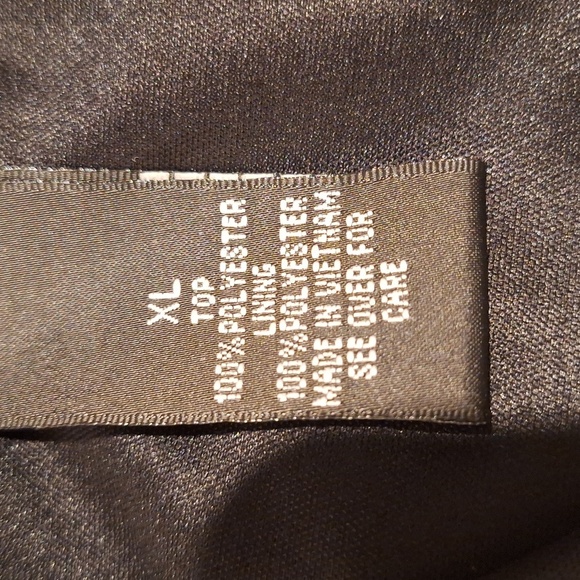 XL
TOP
100% POLYESTER
LINING
100% POLYESTER
MADE IN VIETNAM
SEE OVER FOR
CARE